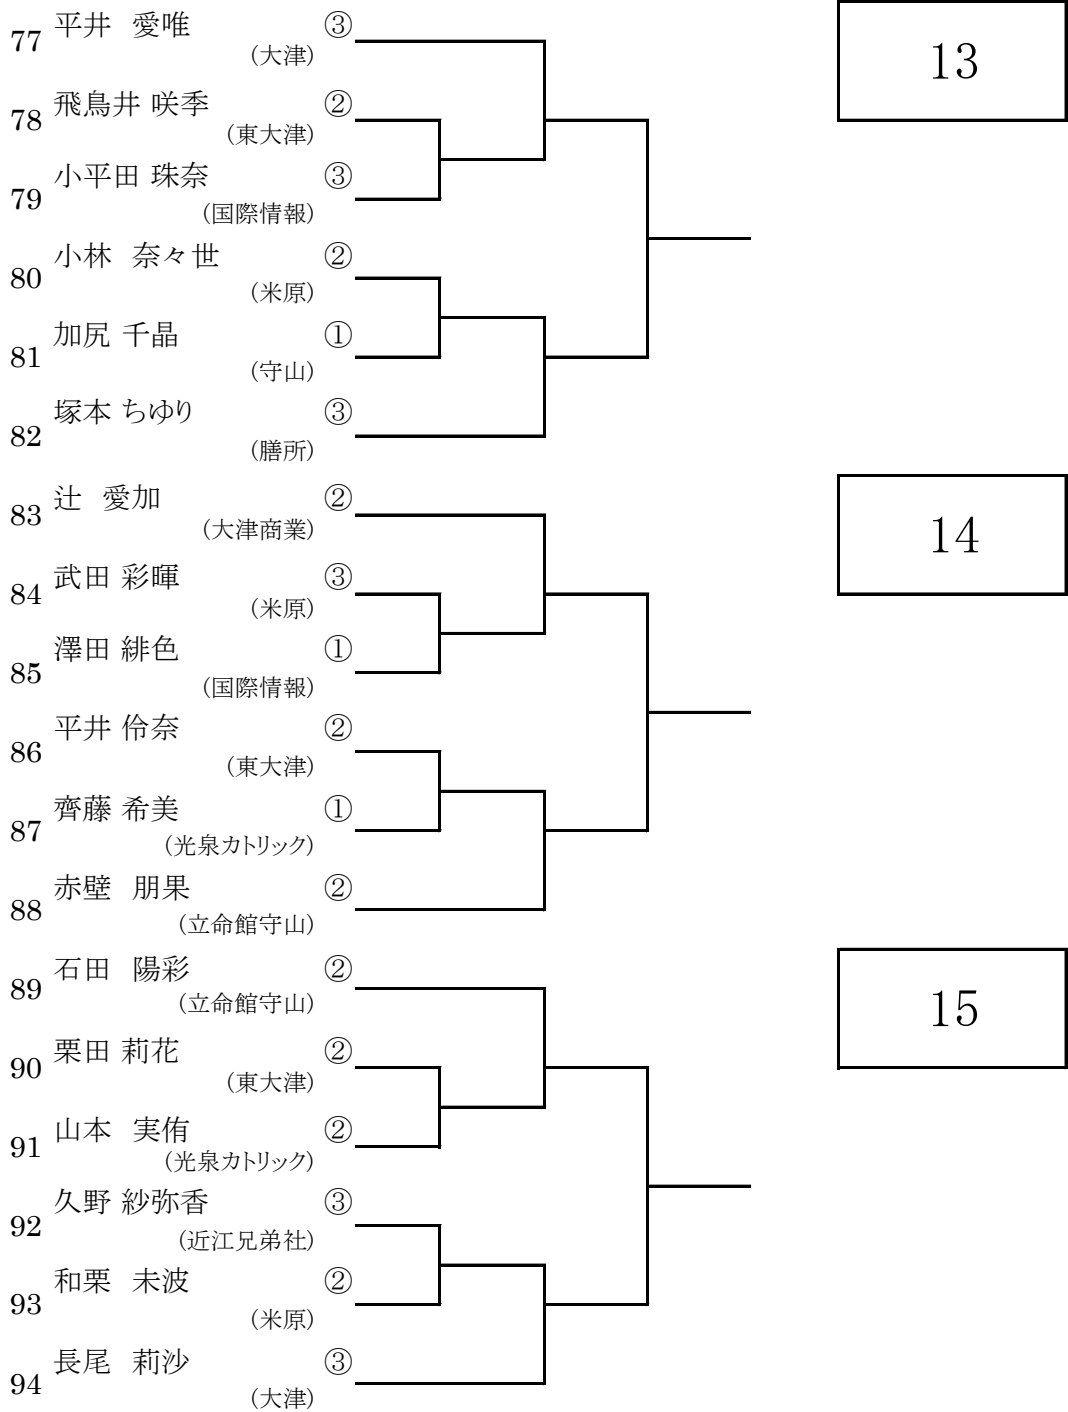 77 平井 愛唯 ③
(大津)
13
78 飛鳥井 咲季 ②
(東大津)
79 小平田 珠奈 ③
(国際情報)
80 小林 奈々世 ②
(米原)
81 加尻 千晶 ①
(守山)
82 塚本 ちゆり ③
(膳所)
83 辻 愛加 ②
(大津商業)
14
84 武田 彩暉 ③
(米原)
85 澤田 緋色 ①
(国際情報)
86 平井 伶奈 ②
(東大津)
87 齊藤 希美 ①
(光泉カトリック)
88 赤壁 朋果 ②
(立命館守山)
89 石田 陽彩 ②
(立命館守山)
15
90 栗田 莉花 ②
(東大津)
91 山本 実侑 ②
(光泉カトリック)
92 久野 紗弥香 ③
(近江兄弟社)
93 和栗 未波 ②
(米原)
94 長尾 莉沙 ③
(大津)